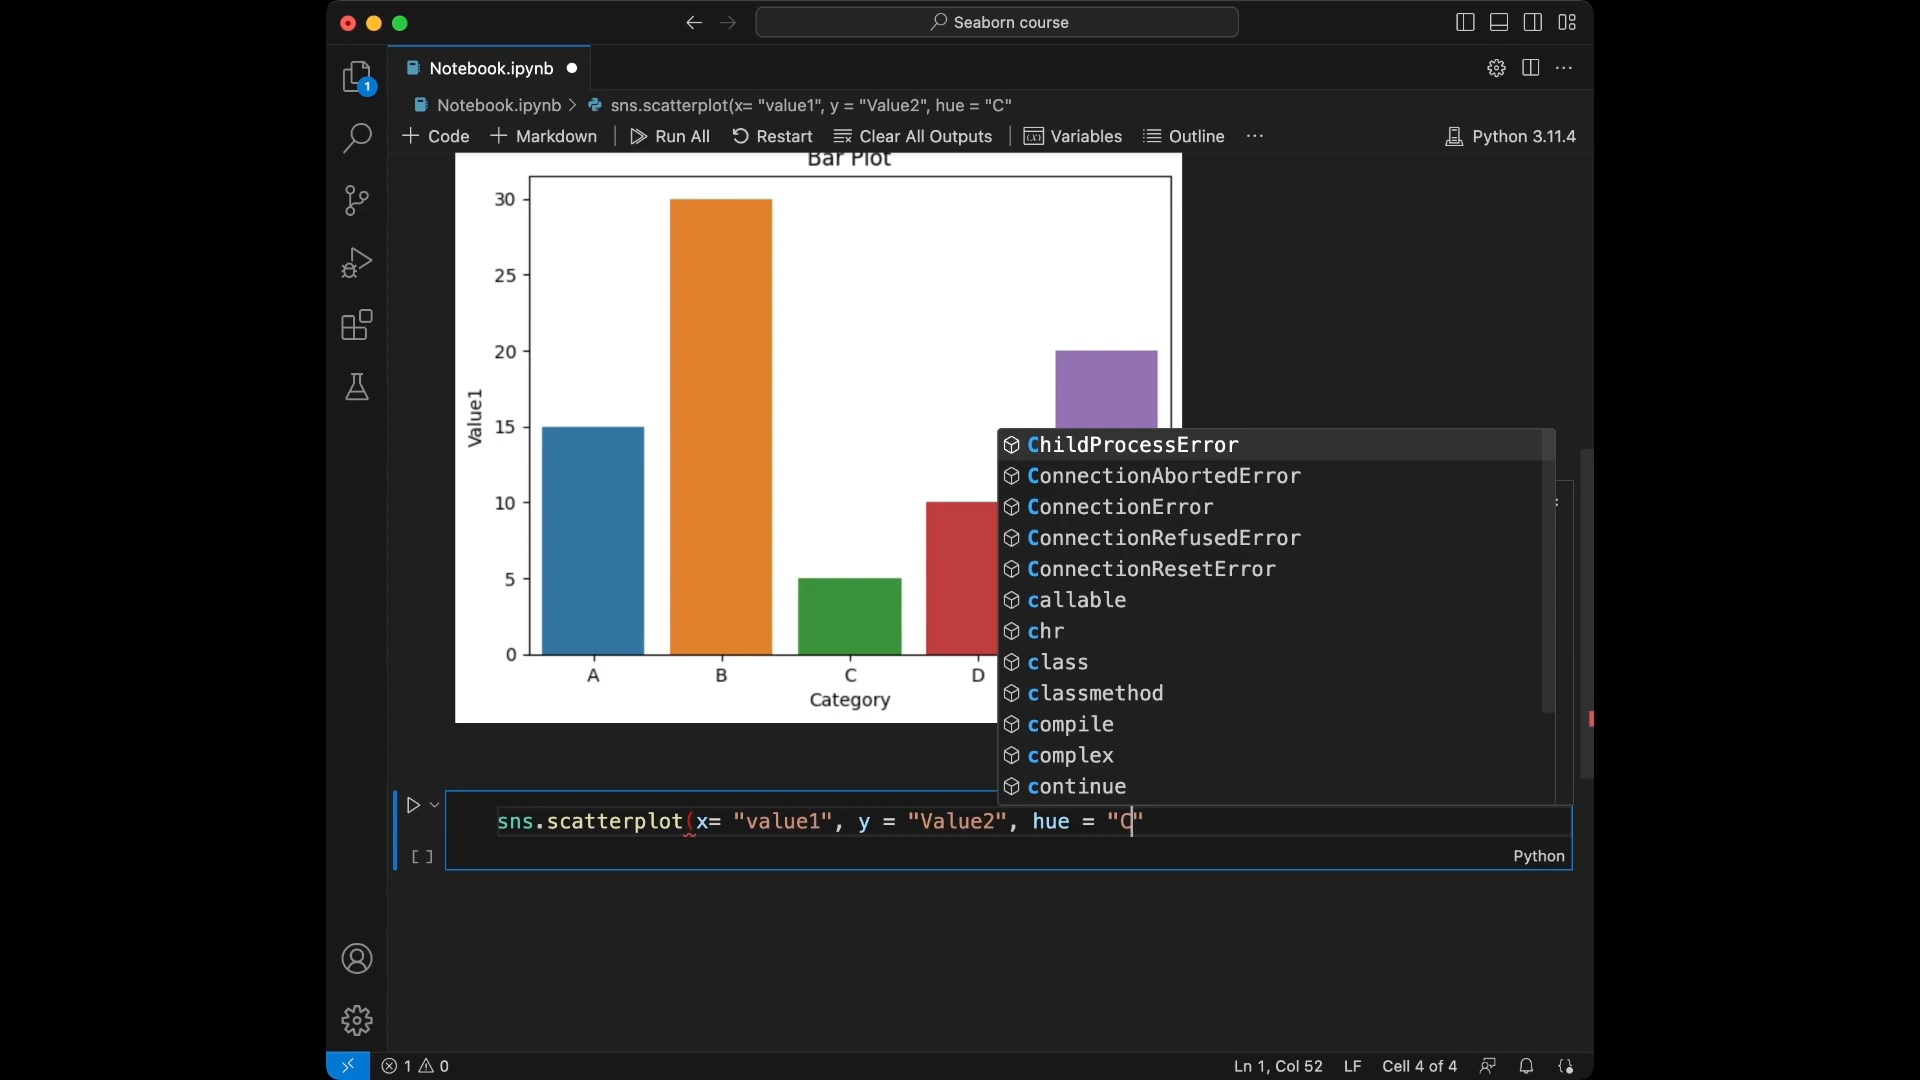 Seaborn course
Notebook.ipynb
1
Notebook.ipynb > sns.scatterplot(x= "value1", y = "Value2", hue = "C"
Code Markdown Run All Restart Clear All Outputs Variables Outline ... Python 3.11.4
Bar Plot
30
25
20
15
10
5
0
Value1
A B C D
Category
ChildProcessError
ConnectionAbortedError
ConnectionError
ConnectionRefusedError
ConnectionResetError
callable
chr
class
classmethod
compile
complex
continue
sns.scatterplot(x= "value1", y = "Value2", hue = "C"
[ ]
Python
1 0
Ln 1, Col 52 LF Cell 4 of 4